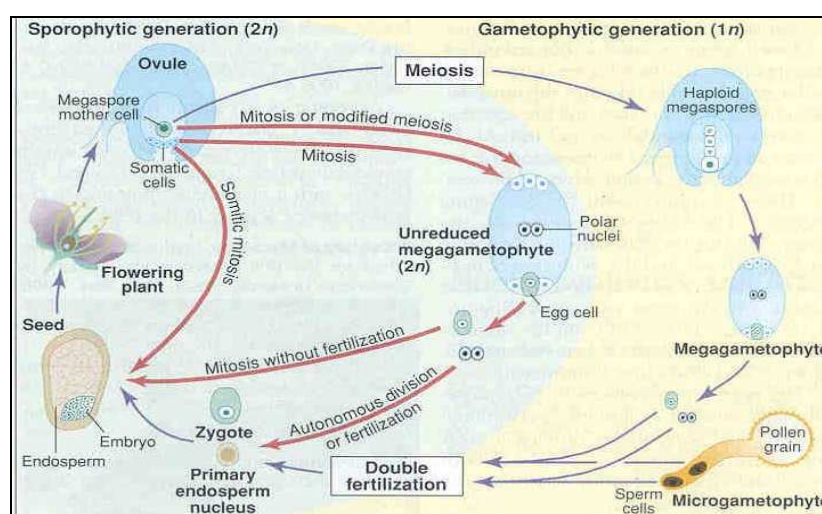 Sporophytic generation (2n)
Gametophytic generation (1n)
Ovule
Meiosis
Megaspore
mother cell
Haploid
megaspores
Mitosis or modified meiosis
Mitosis
Somatic
cells
Somitic mitosis
Unreduced
megagametophyte
(2n)
Polar
nuclei
Flowering
plant
Egg cell
Seed
Mitosis without fertilization
Megagametophyte
Autonomous division
or fertilization
Zygote
Embryo
Endosperm
Primary
endosperm
nucleus
Double
fertilization
Pollen
grain
Sperm
cells
Microgametophyte